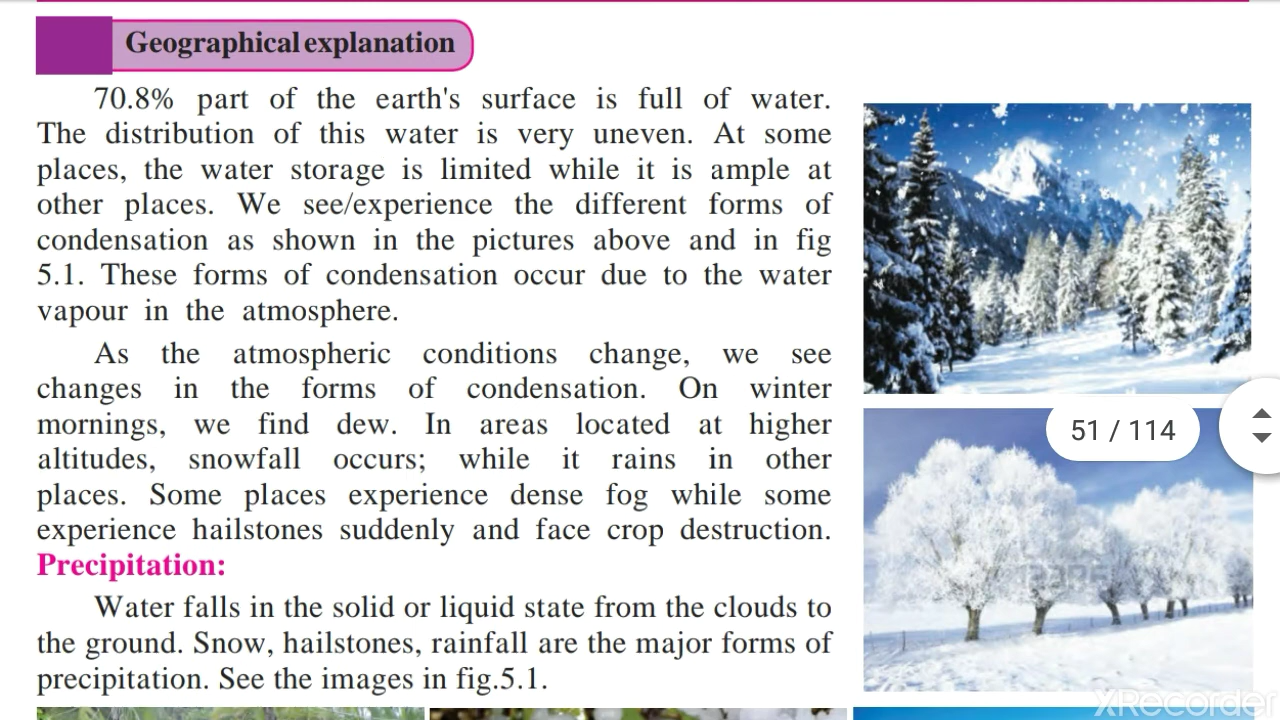 Geographical explanation
70.8% part of the earth's surface is full of water.
The distribution of this water is very uneven. At some
places, the water storage is limited while it is ample at
other places. We see/experience the different forms of
condensation as shown in the pictures above and in fig
5.1. These forms of condensation occur due to the water
vapour in the atmosphere.
As the atmospheric conditions change, we see
changes in the forms of condensation. On winter
mornings, we find dew. In areas located at higher
altitudes, snowfall occurs; while it rains in other
places. Some places experience dense fog while some
experience hailstones suddenly and face crop destruction.
Precipitation:
Water falls in the solid or liquid state from the clouds to
the ground. Snow, hailstones, rainfall are the major forms of
precipitation. See the images in fig.5.1.
51 / 114
XRecorder